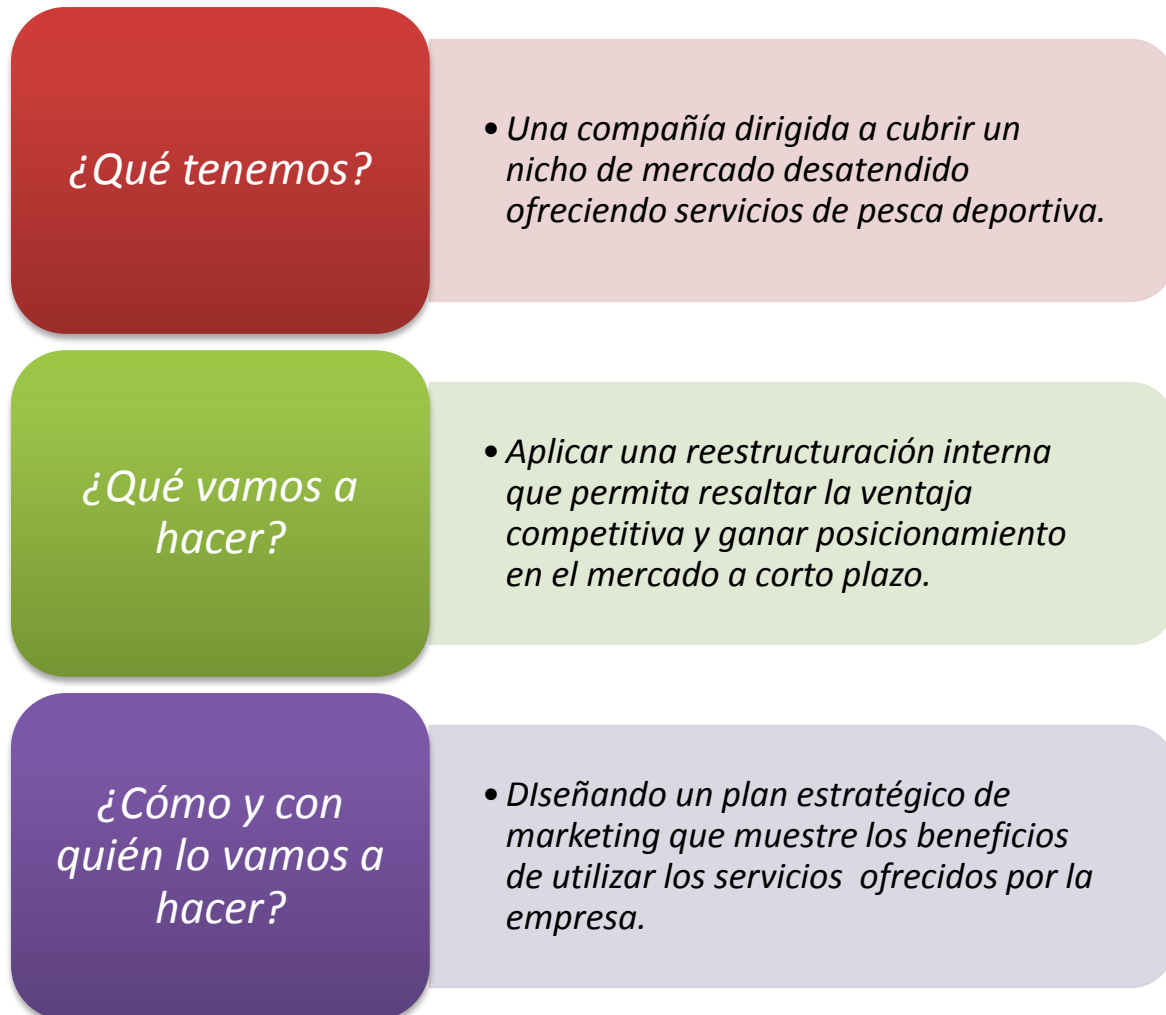 ¿Qué tenemos?
• Una compañía dirigida a cubrir un
nicho de mercado desatendido
ofreciendo servicios de pesca deportiva.
¿Qué vamos a
hacer?
• Aplicar una reestructuración interna
que permita resaltar la ventaja
competitiva y ganar posicionamiento
en el mercado a corto plazo.
¿Cómo y con
quién lo vamos a
hacer?
• DIseñando un plan estratégico de
marketing que muestre los beneficios
de utilizar los servicios  ofrecidos por la
empresa.